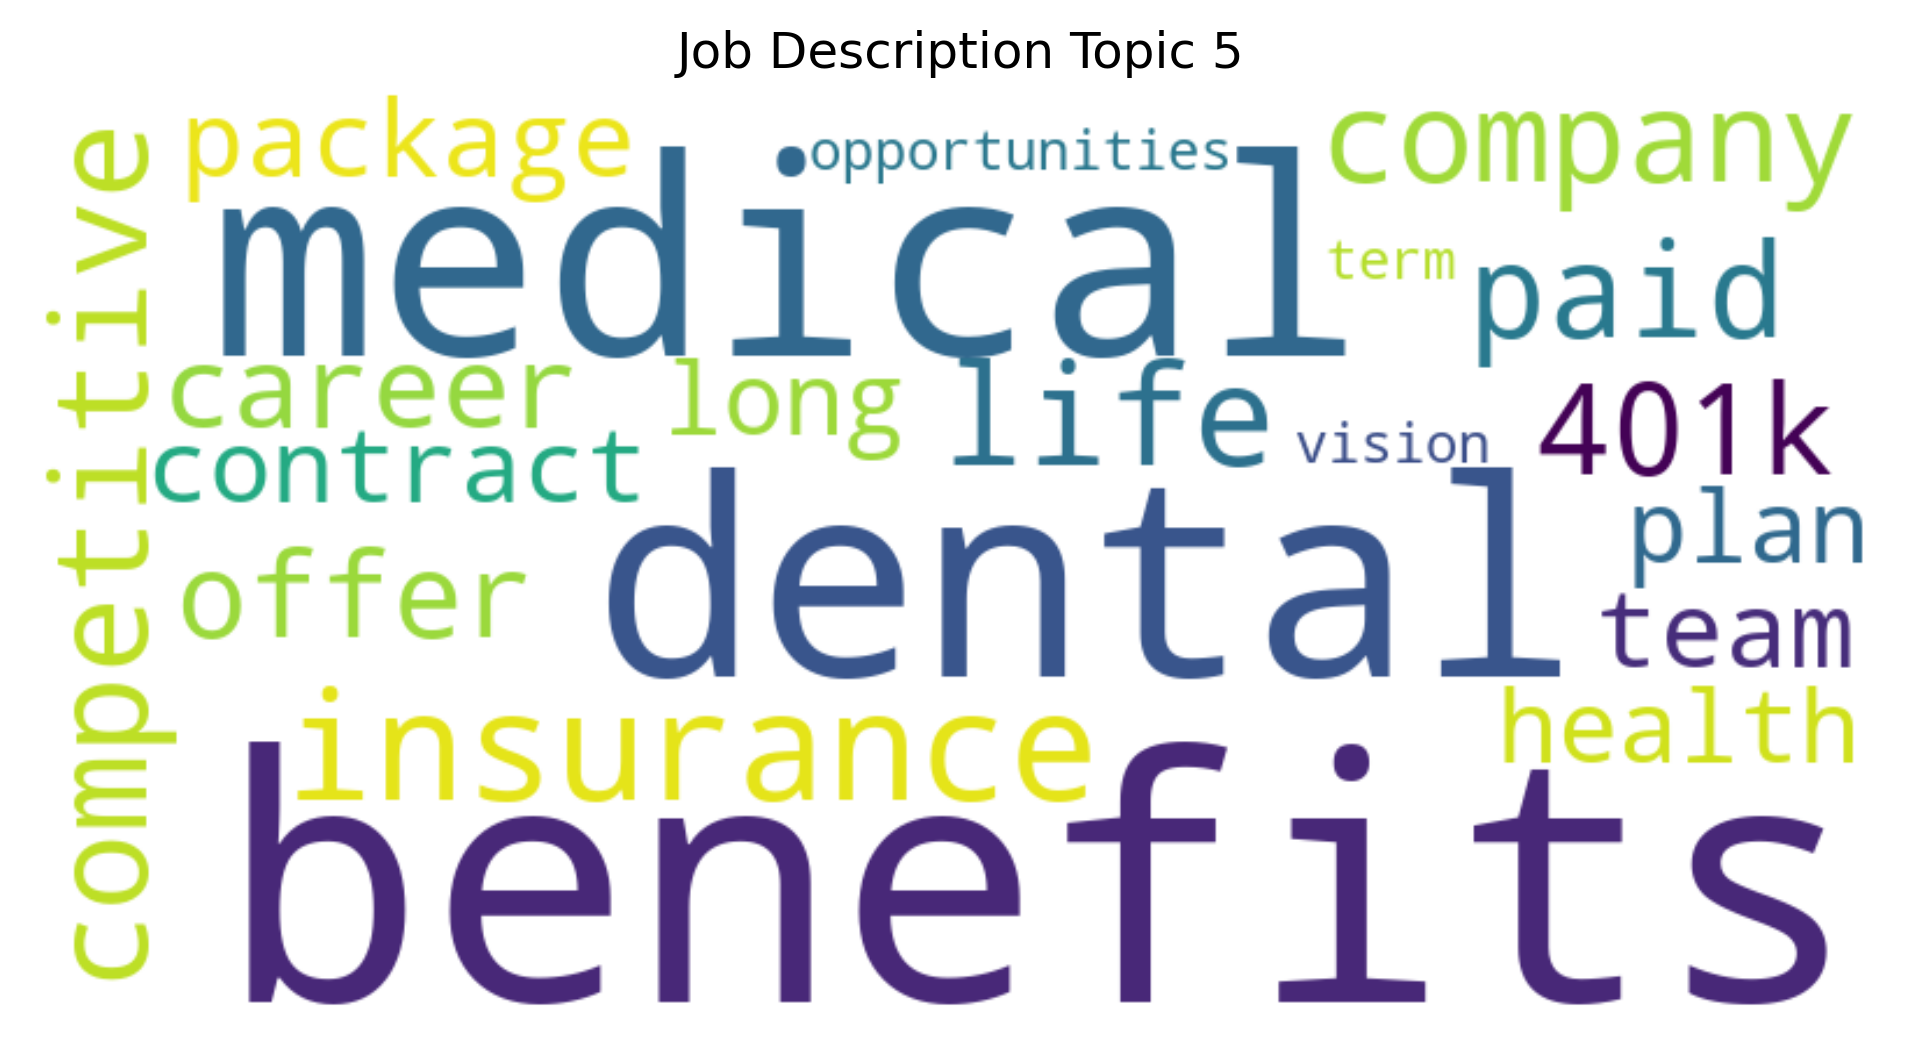 Job Description Topic 5
competitive
package
opportunities
company
medical
term
paid
career
long
life
vision
401k
contract
plan
dental
offer
team
insurance
health
benefits